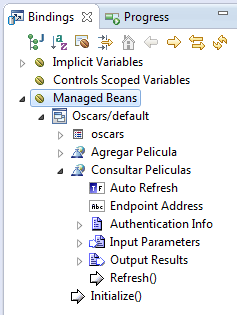 Bindings Progress
Implicit Variables
Controls Scoped Variables
Managed Beans
Oscars/default
oscars
Agregar Pelicula
Consultar Peliculas
Auto Refresh
Abc Endpoint Address
Authentication Info
Input Parameters
Output Results
Refresh()
Initialize()